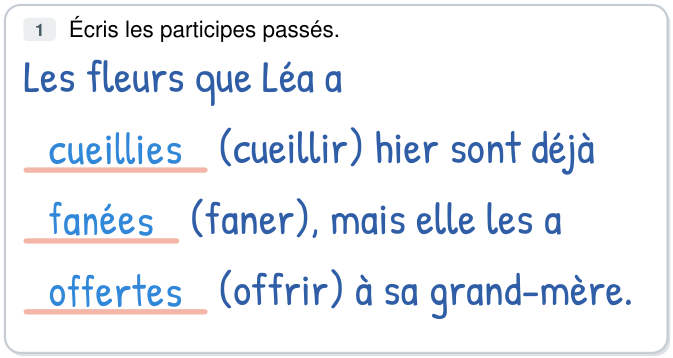 1 Écris les participes passés.
Les fleurs que Léa a
cueillies (cueillir) hier sont déjà
fanées (faner), mais elle les a
offertes (offrir) à sa grand-mère.